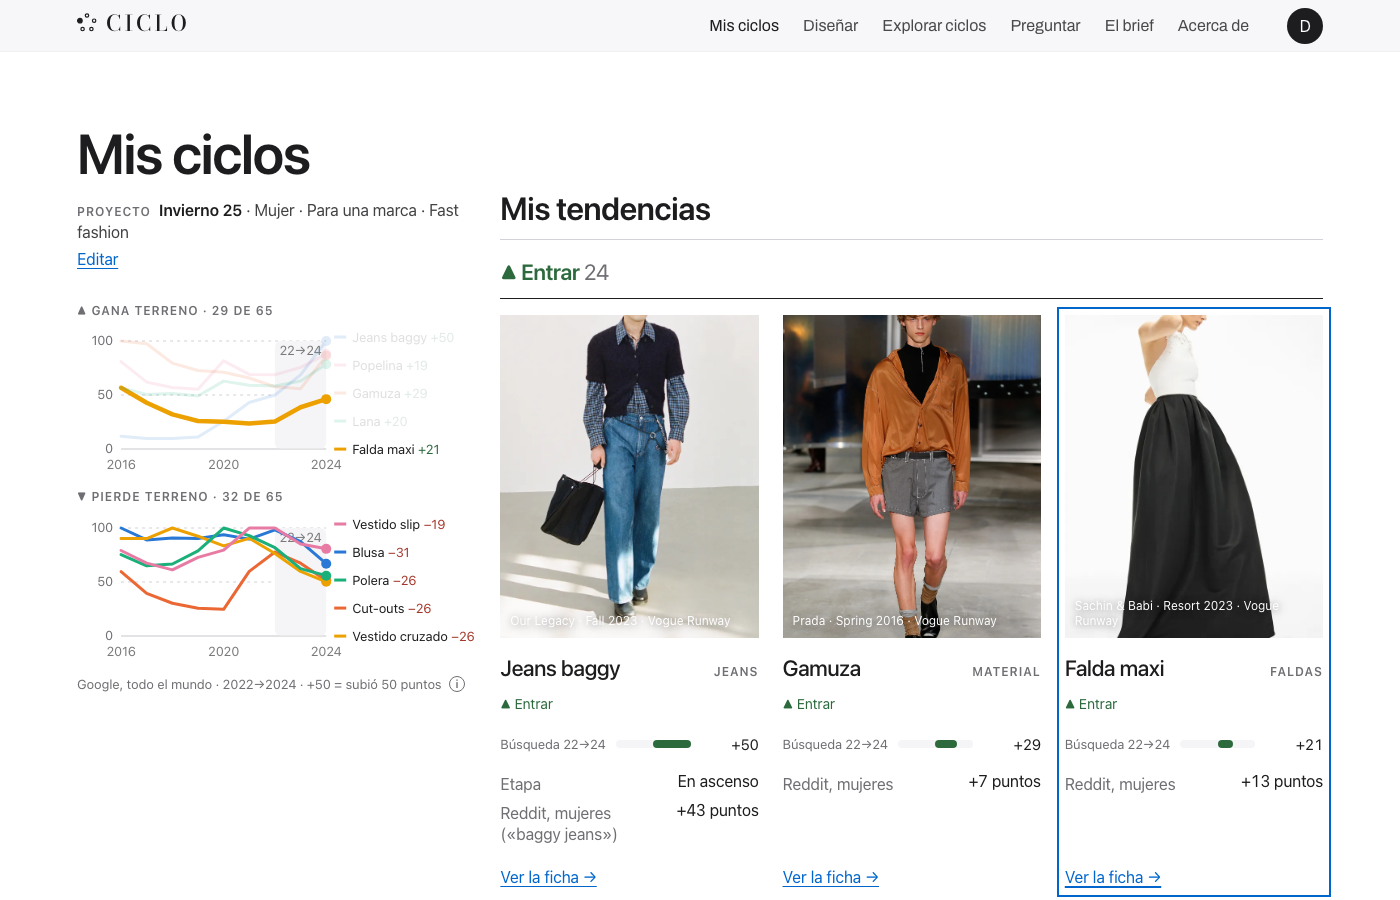 CICLO
Mis ciclos Diseñar Explorar ciclos Preguntar El brief Acerca de D
Mis ciclos
PROYECTO Invierno 25 · Mujer · Para una marca · Fast
fashion
Editar
▲ GANA TERRENO · 29 DE 65
100
50
0
2016 2020 2024
22→24
Jeans baggy +50
Popelina +19
Gamuza +29
Lana +20
Falda maxi +21
▼ PIERDE TERRENO · 32 DE 65
100
50
0
2016 2020 2024
22→24
Vestido slip −19
Blusa −31
Polera −26
Cut-outs −26
Vestido cruzado −26
Google, todo el mundo · 2022→2024 · +50 = subió 50 puntos i
Mis tendencias
▲ Entrar 24
Our Legacy · Fall 2023 · Vogue Runway
Jeans baggy JEANS
▲ Entrar
Búsqueda 22→24 +50
Etapa En ascenso
Reddit, mujeres +43 puntos
(«baggy jeans»)
Ver la ficha →
Prada · Spring 2016 · Vogue Runway
Gamuza MATERIAL
▲ Entrar
Búsqueda 22→24 +29
Reddit, mujeres +7 puntos
Ver la ficha →
Sachin & Babi · Resort 2023 · Vogue
Runway
Falda maxi FALDAS
▲ Entrar
Búsqueda 22→24 +21
Reddit, mujeres +13 puntos
Ver la ficha →